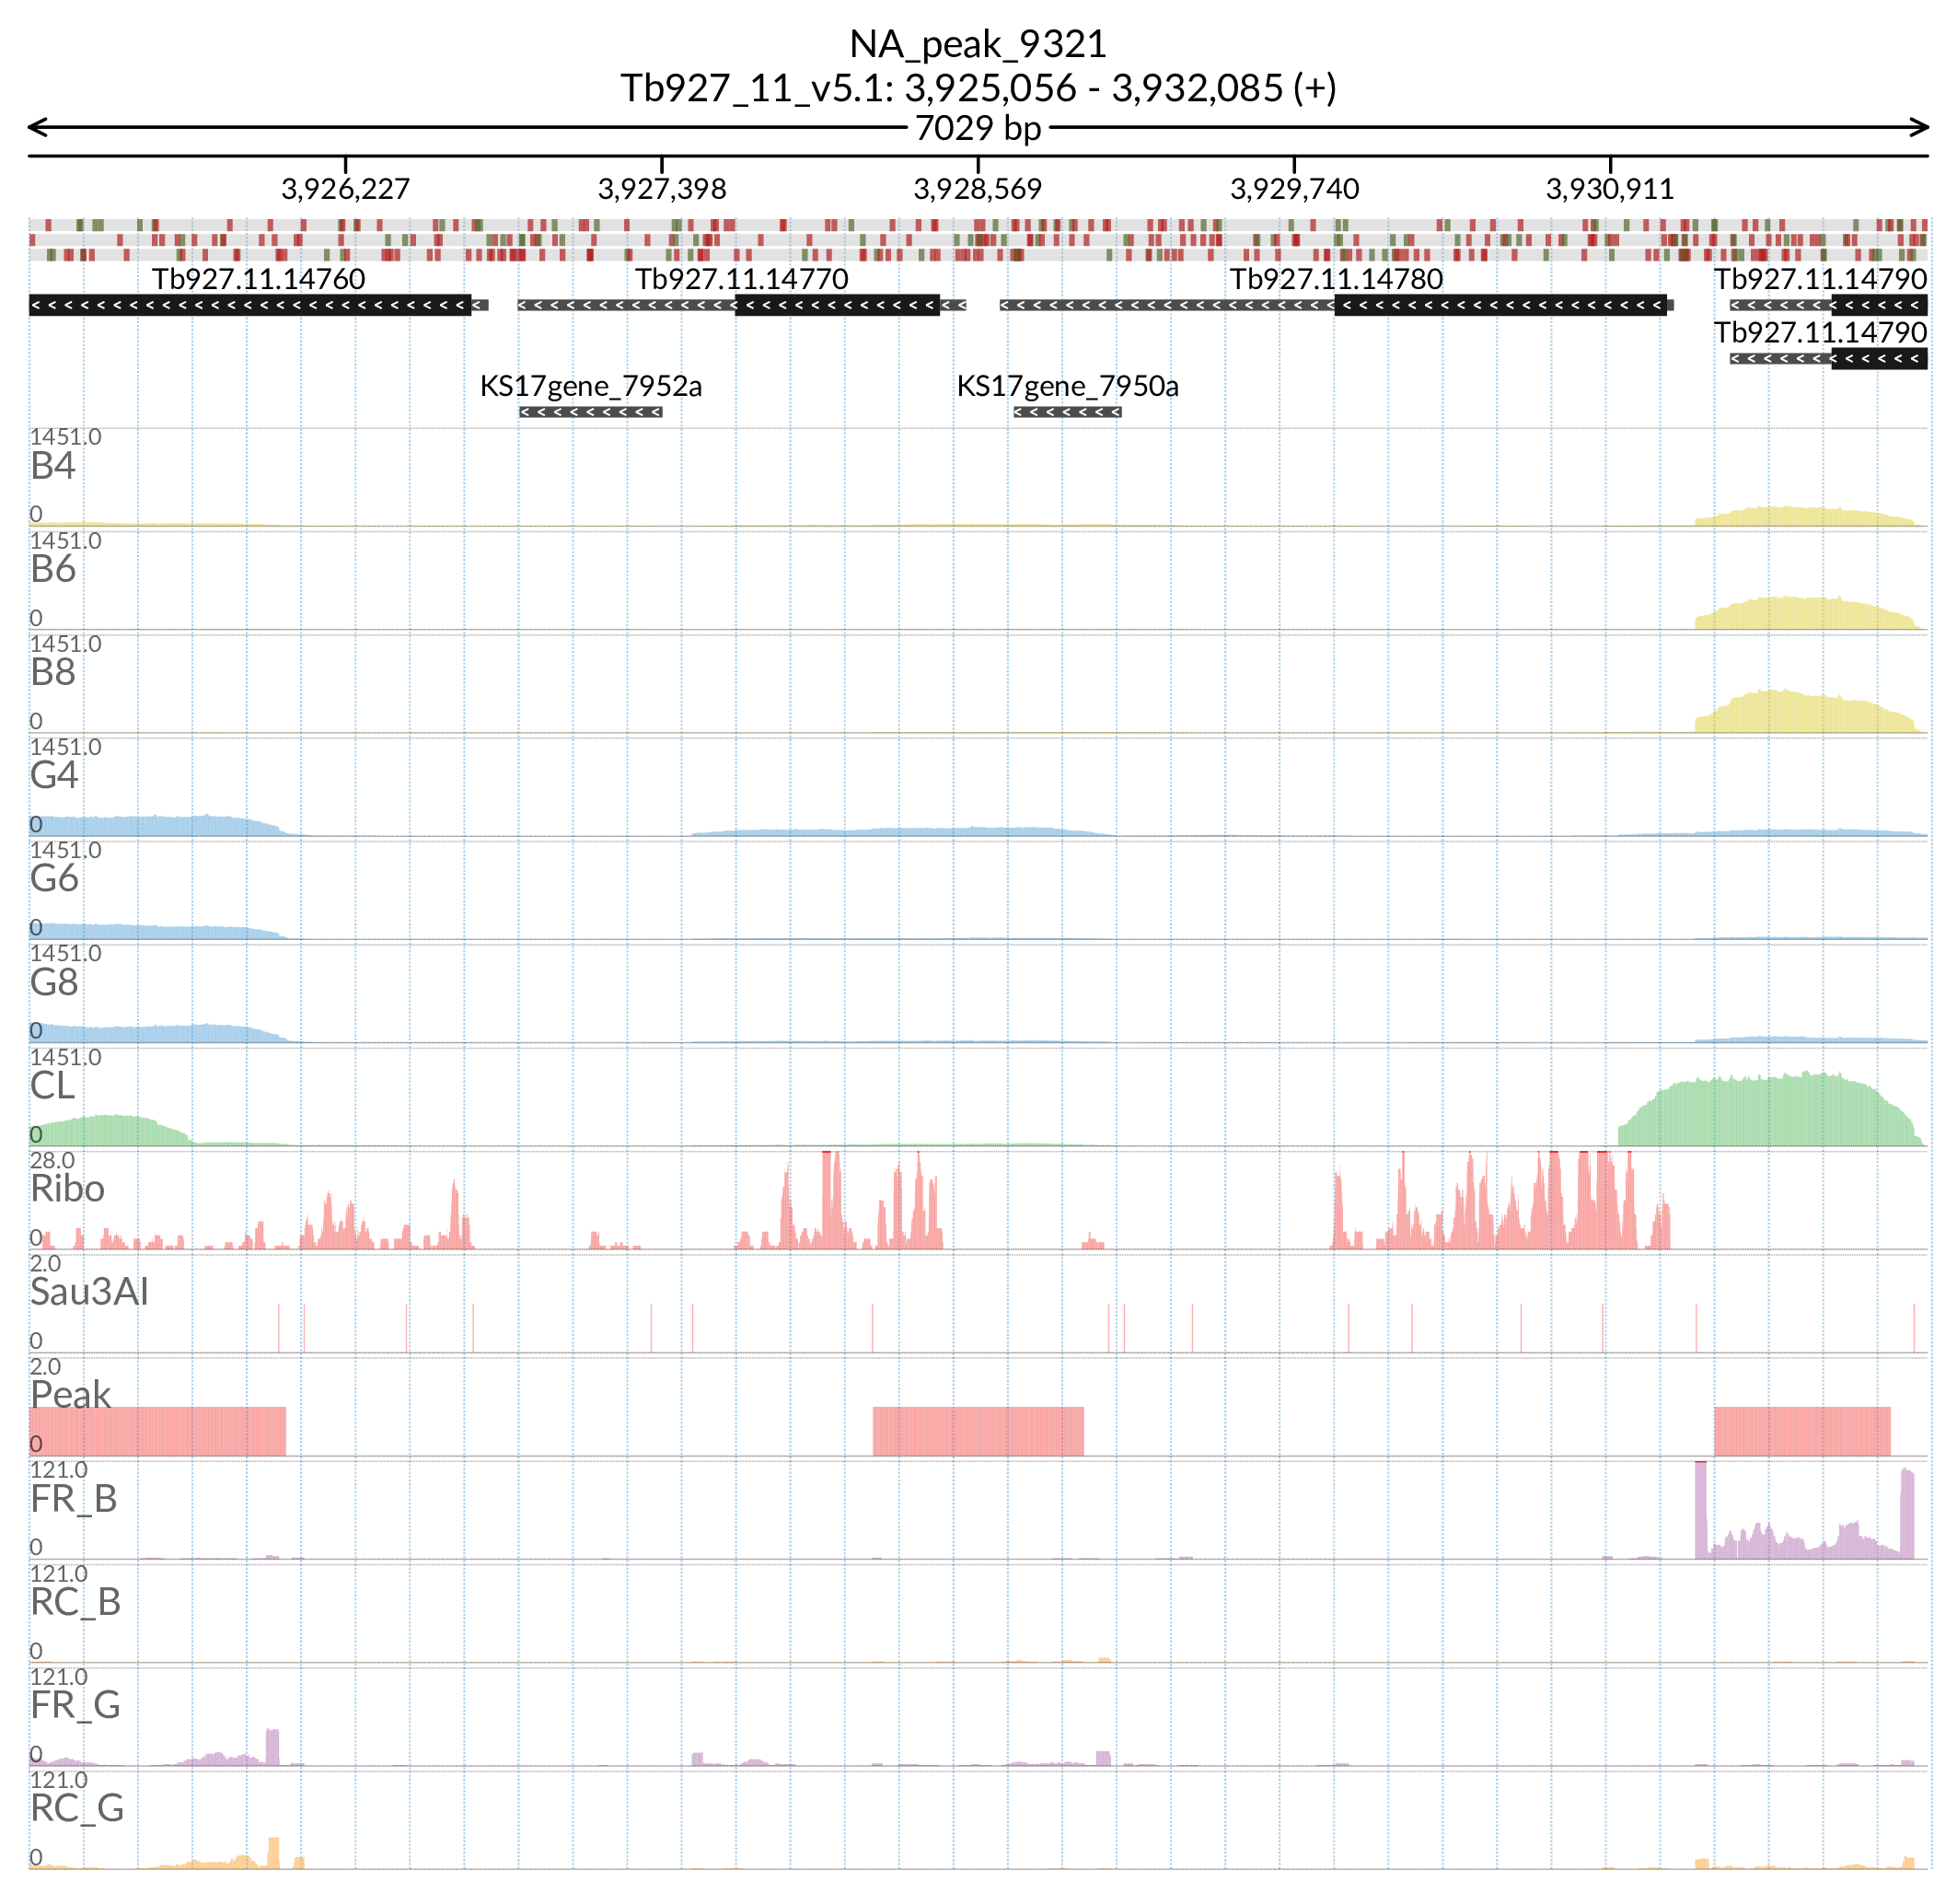 NA_peak_9321
Tb927_11_v5.1: 3,925,056 - 3,932,085 (+)
7029 bp
3,926,227 3,927,398 3,928,569 3,929,740 3,930,911
Tb927.11.14760 Tb927.11.14770 Tb927.11.14780 Tb927.11.14790
Tb927.11.14790
KS17gene_7952a KS17gene_7950a
1451.0
B4
0
1451.0
B6
0
1451.0
B8
0
1451.0
G4
0
1451.0
G6
0
1451.0
G8
0
1451.0
CL
0
28.0
Ribo
0
2.0
Sau3AI
0
2.0
Peak
0
121.0
FR_B
0
121.0
RC_B
0
121.0
FR_G
0
121.0
RC_G
0